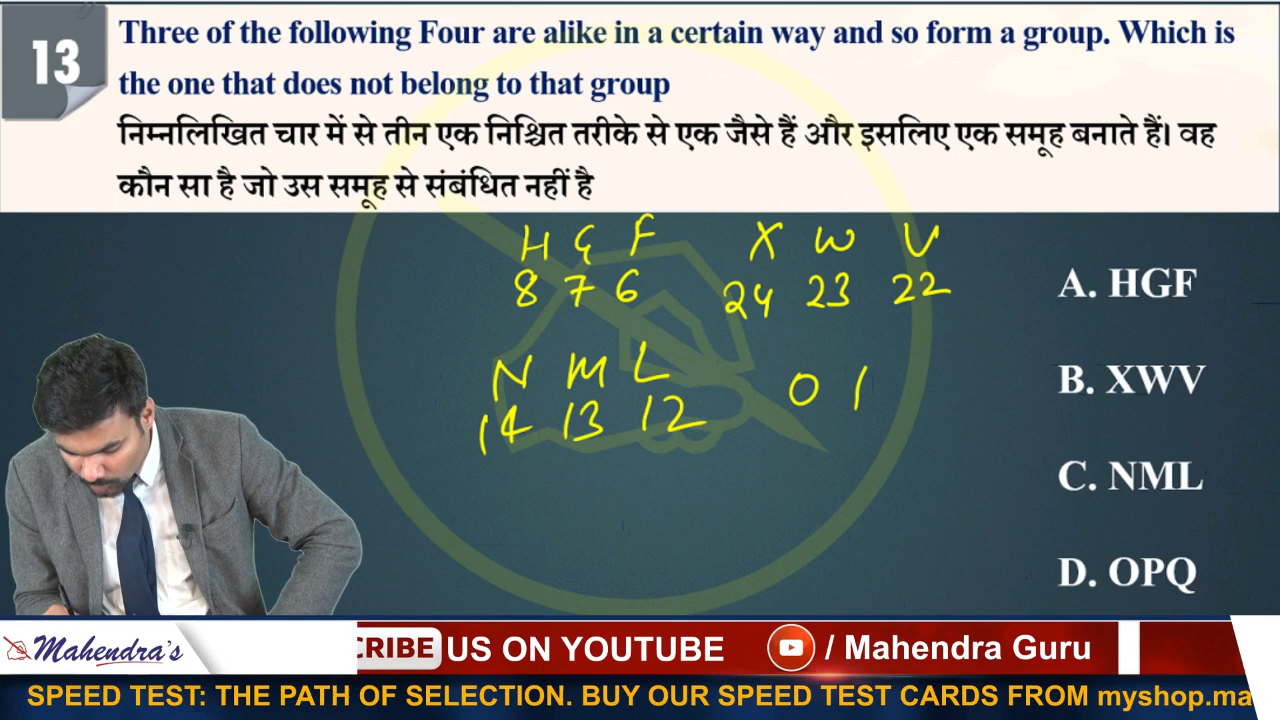 13
Three of the following Four are alike in a certain way and so form a group. Which is
the one that does not belong to that group
निम्नलिखित चार में से तीन एक निश्चित तरीके से एक जैसे हैं और इसलिए एक समूह बनाते हैं। वह
कौन सा है जो उस समूह से संबंधित नहीं है
H G F X W V
8 7 6 24 23 22
N M L O
14 13 12
A. HGF
B. XWV
C. NML
D. OPQ
Mahendra's
CRIBE US ON YOUTUBE / Mahendra Guru
SPEED TEST: THE PATH OF SELECTION. BUY OUR SPEED TEST CARDS FROM myshop.ma